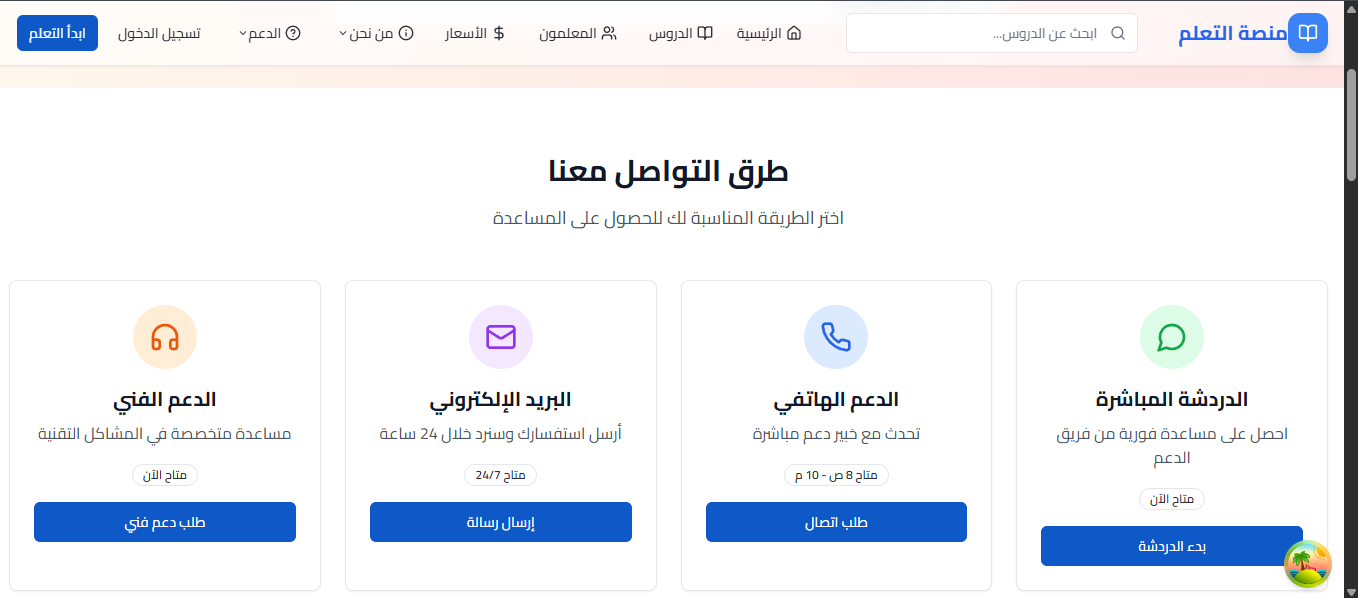 منصة التعلم
ابحث عن الدروس...
الرئيسية
الدروس
المعلمون
الأسعار
من نحن
الدعم
تسجيل الدخول
ابدأ التعلم
طرق التواصل معنا
اختر الطريقة المناسبة لك للحصول على المساعدة
الدردشة المباشرة
احصل على مساعدة فورية من فريق
الدعم
متاح الآن
بدء الدردشة
الدعم الهاتفي
تحدث مع خبير دعم مباشرة
متاح 8 ص - 10 م
طلب اتصال
البريد الإلكتروني
أرسل استفسارك وسنرد خلال 24 ساعة
متاح 24/7
إرسال رسالة
الدعم الفني
مساعدة متخصصة في المشاكل التقنية
متاح الآن
طلب دعم فني